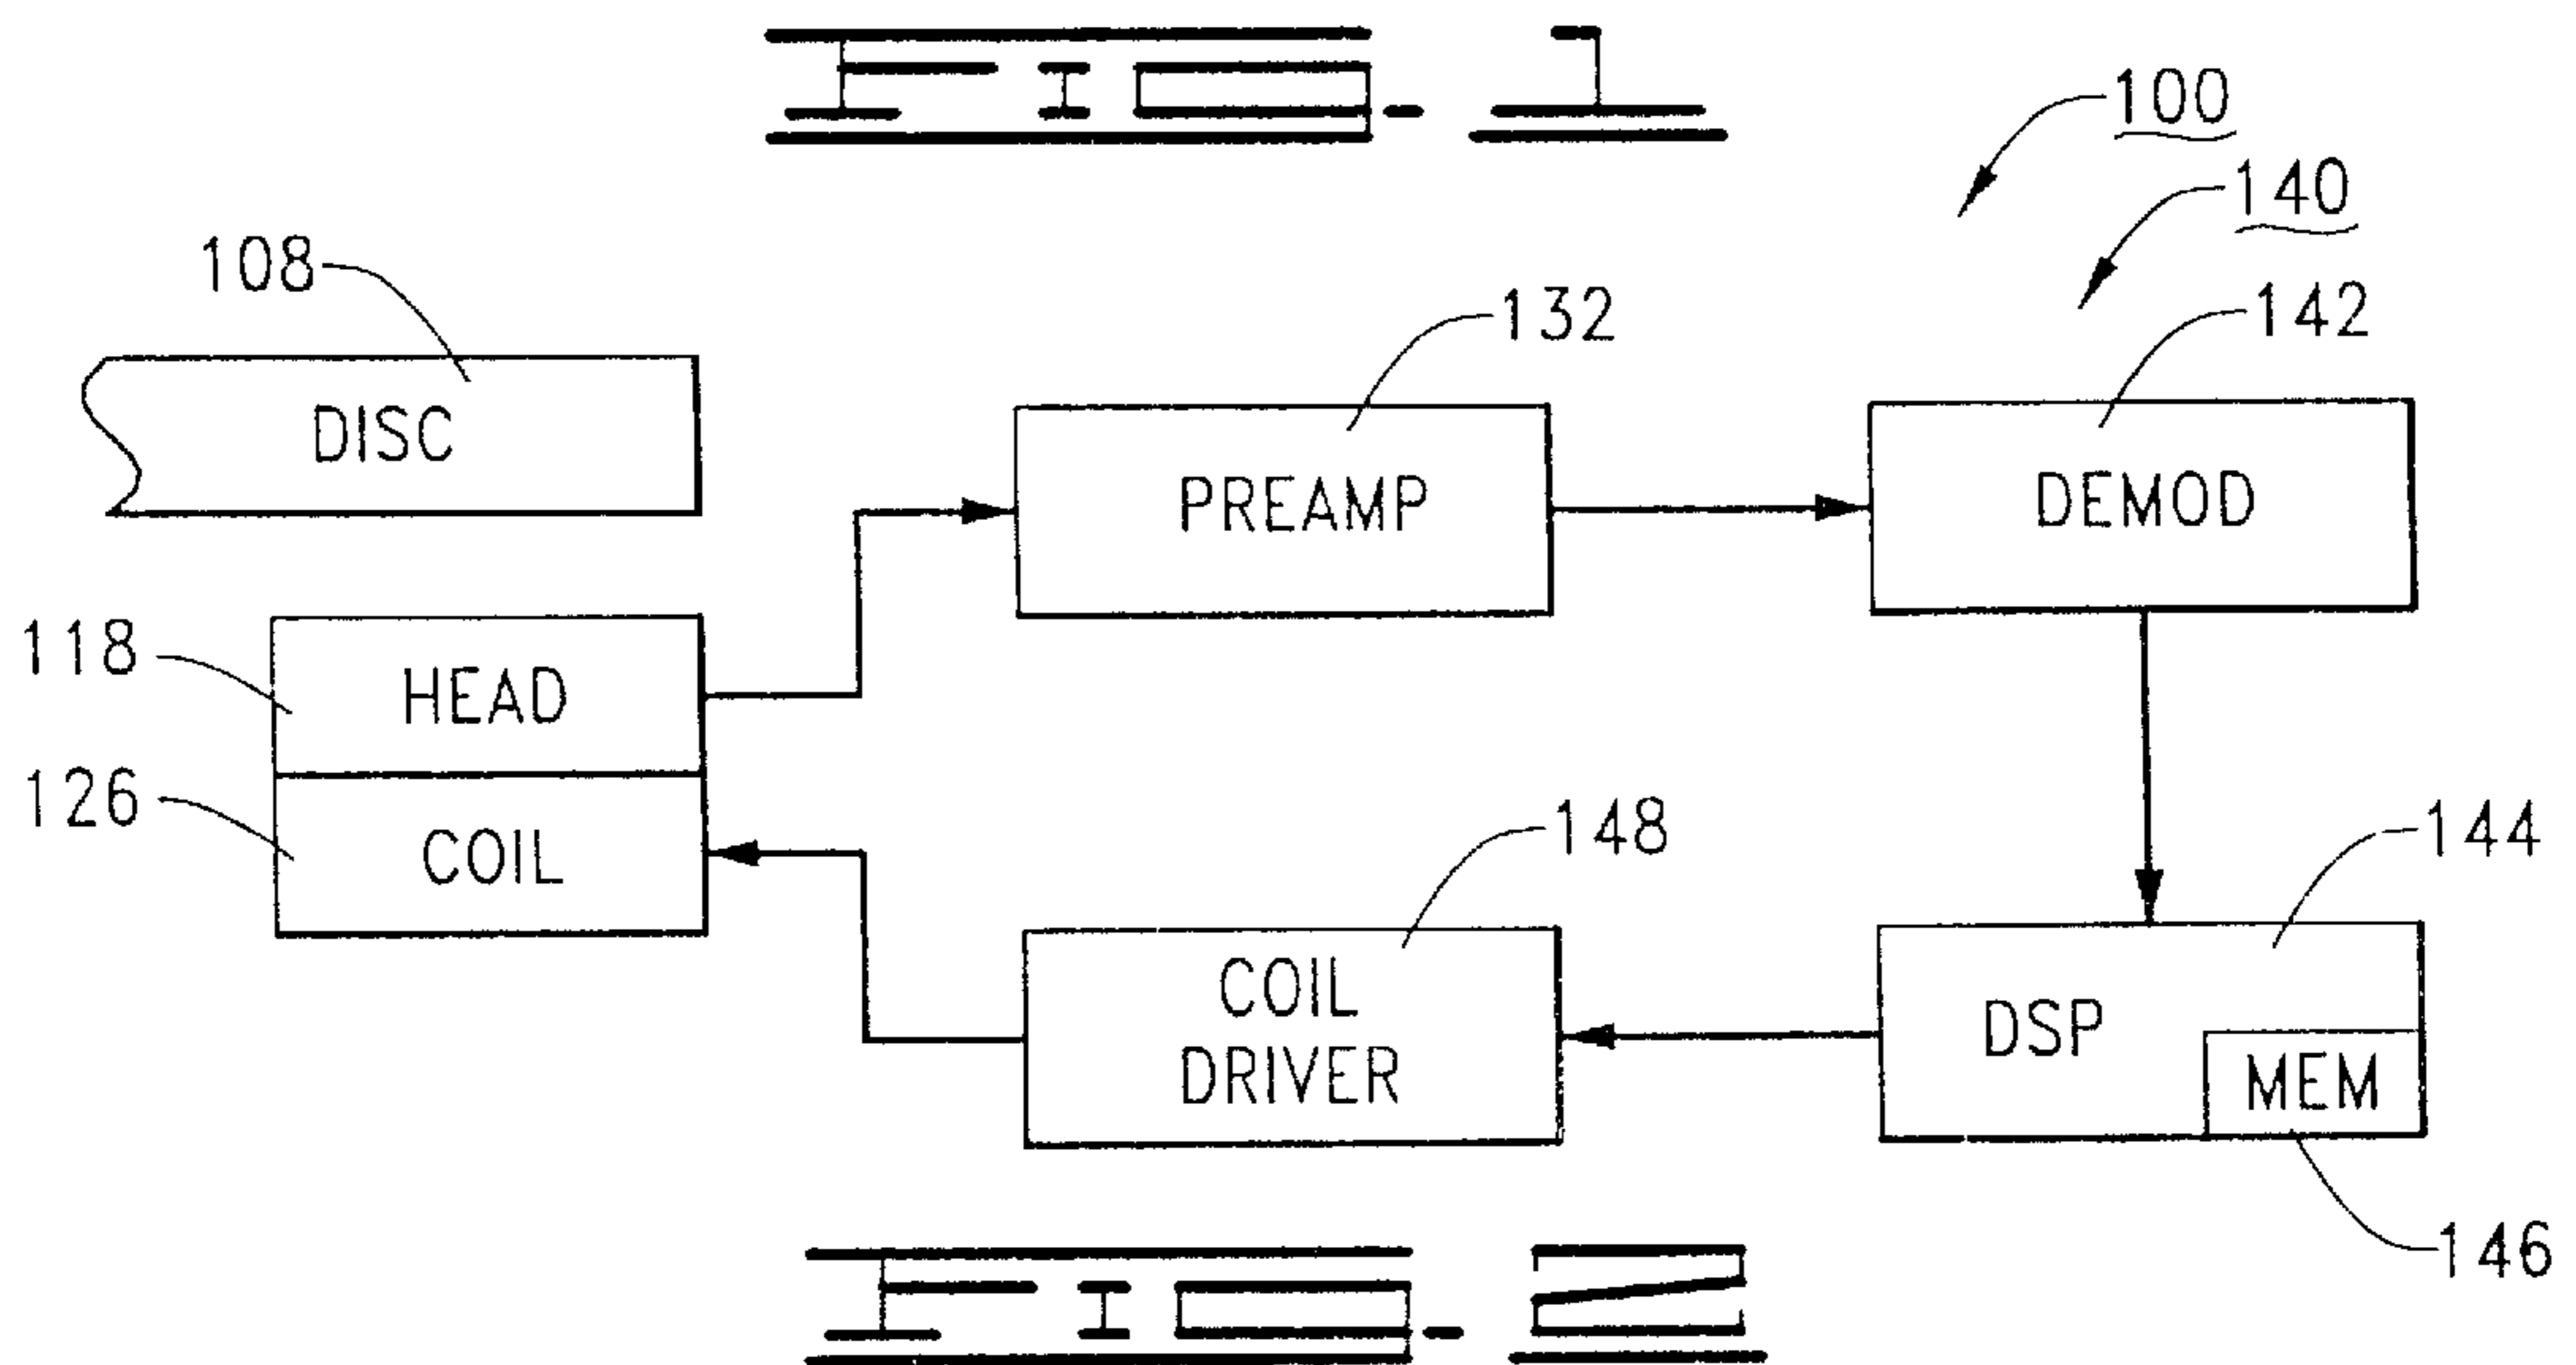 Fig. 1
100
140
108
132
142
DISC
PREAMP
DEMOD
118
HEAD
126
COIL
148
144
COIL
DRIVER
DSP
MEM
146
Fig. 2